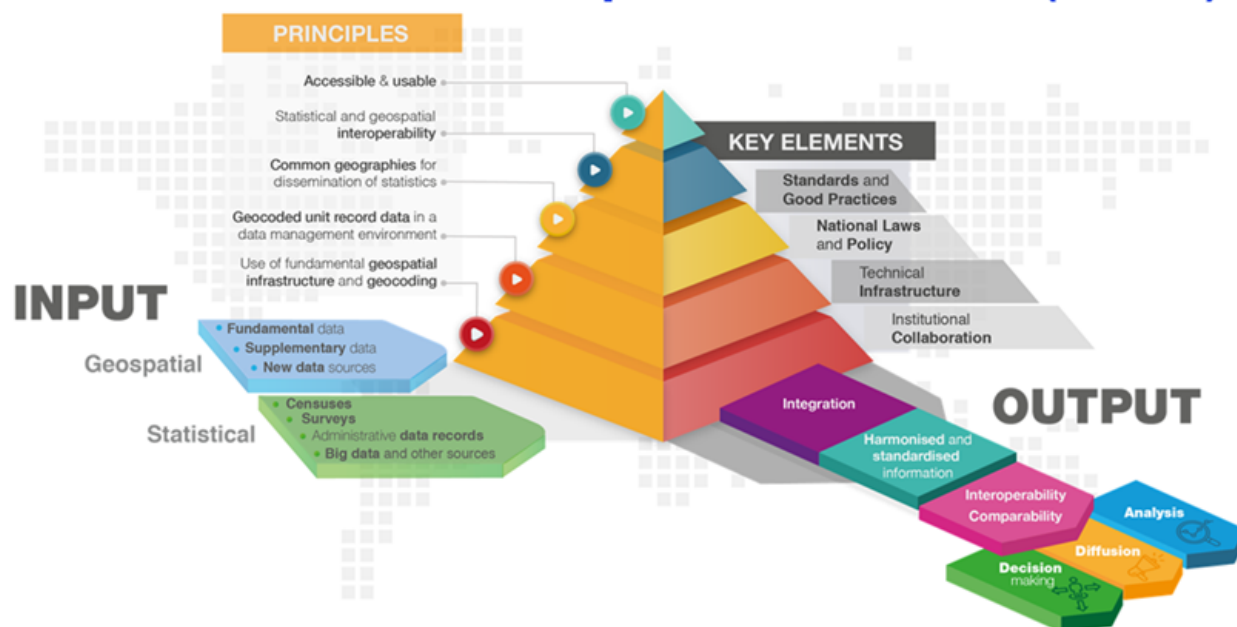 PRINCIPLES
Accessible & usable
Statistical and geospatial
interoperability
Common geographies for
dissemination of statistics
Geocoded unit record data in a
data management environment
Use of fundamental geospatial
infrastructure and geocoding
KEY ELEMENTS
Standards and
Good Practices
National Laws
and Policy
Technical
Infrastructure
Institutional
Collaboration
INPUT
Geospatial
• Fundamental data
• Supplementary data
• New data sources
Statistical
• Censuses
• Surveys
• Administrative data records
• Big data and other sources
OUTPUT
Integration
Harmonised and
standardised
information
Interoperability
Comparability
Analysis
Diffusion
Decision
making